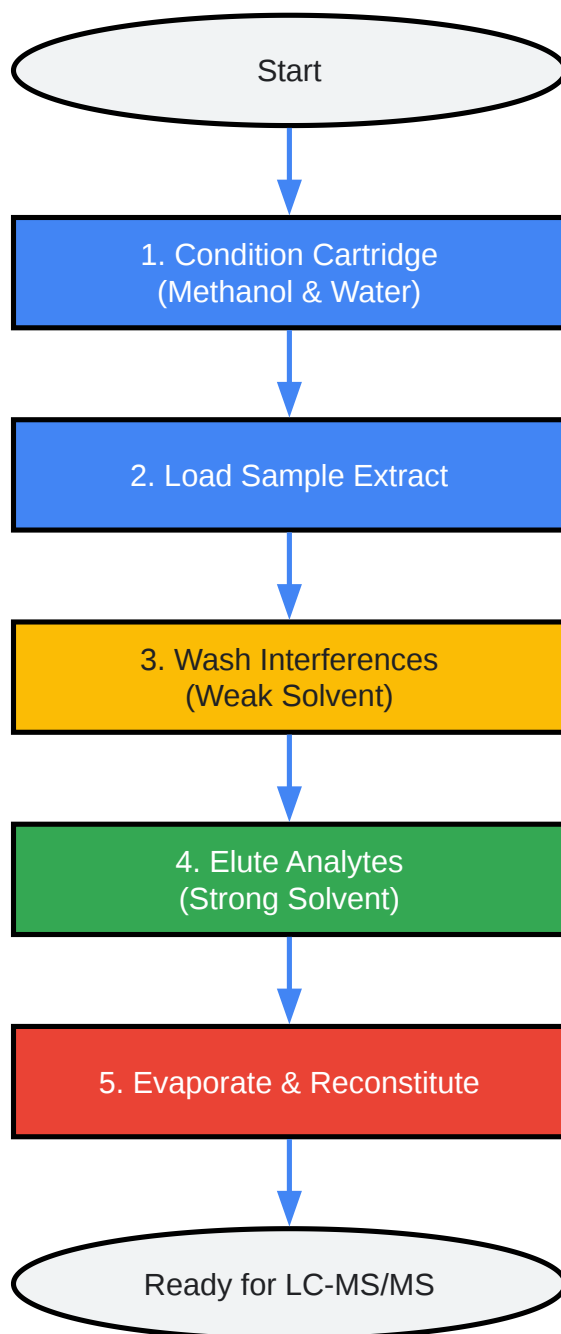 Start
1. Condition Cartridge
(Methanol & Water)
2. Load Sample Extract
3. Wash Interferences
(Weak Solvent)
4. Elute Analytes
(Strong Solvent)
5. Evaporate & Reconstitute
Ready for LC-MS/MS